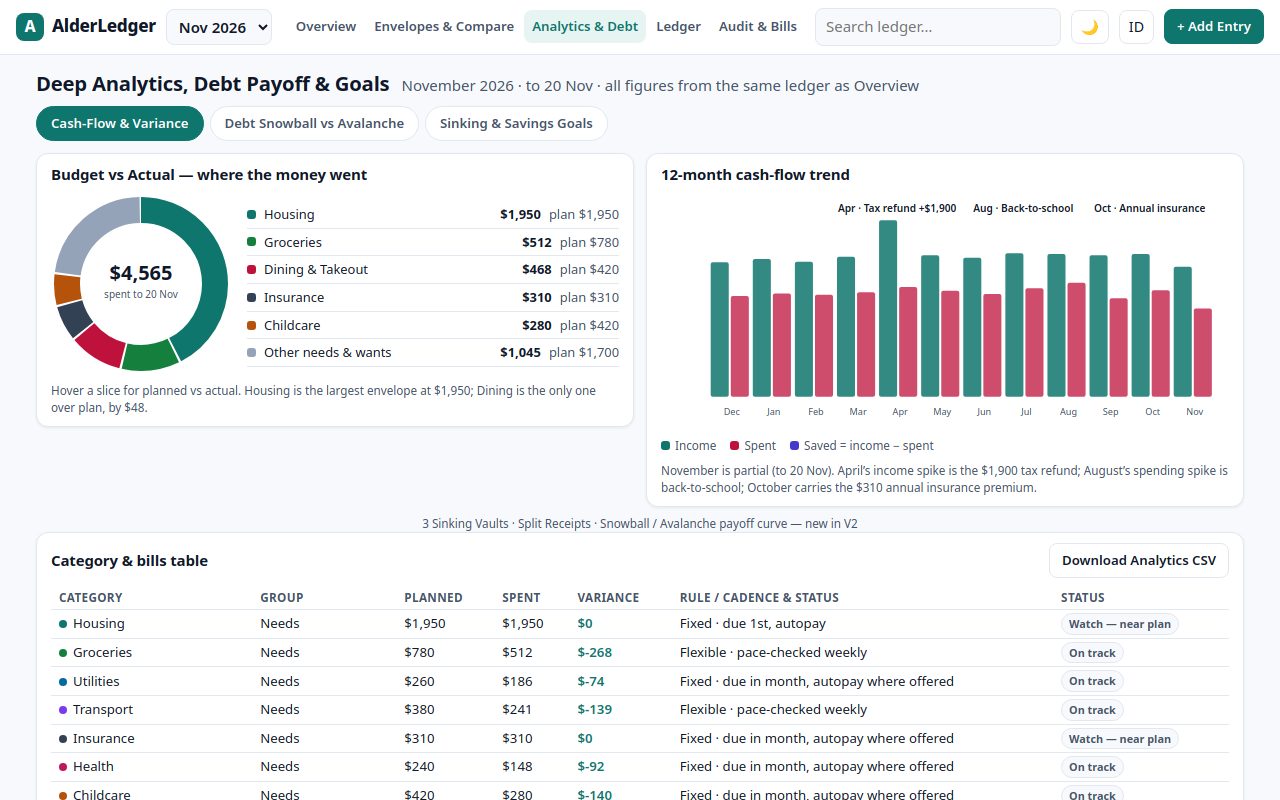 A AlderLedger Nov 2026 Overview Envelopes & Compare Analytics & Debt Ledger Audit & Bills Search ledger... 🌙 ID + Add Entry
Deep Analytics, Debt Payoff & Goals November 2026 · to 20 Nov · all figures from the same ledger as Overview
Cash-Flow & Variance Debt Snowball vs Avalanche Sinking & Savings Goals
Budget vs Actual — where the money went
$4,565
spent to 20 Nov
Housing $1,950 plan $1,950
Groceries $512 plan $780
Dining & Takeout $468 plan $420
Insurance $310 plan $310
Childcare $280 plan $420
Other needs & wants $1,045 plan $1,700
Hover a slice for planned vs actual. Housing is the largest envelope at $1,950; Dining is the only one
over plan, by $48.
12-month cash-flow trend
Apr · Tax refund +$1,900 Aug · Back-to-school Oct · Annual insurance
Dec Jan Feb Mar Apr May Jun Jul Aug Sep Oct Nov
Income Spent Saved = income − spent
November is partial (to 20 Nov). April's income spike is the $1,900 tax refund; August's spending spike is
back-to-school; October carries the $310 annual insurance premium.
3 Sinking Vaults · Split Receipts · Snowball / Avalanche payoff curve — new in V2
Category & bills table Download Analytics CSV
CATEGORY GROUP PLANNED SPENT VARIANCE RULE / CADENCE & STATUS STATUS
Housing Needs $1,950 $1,950 $0 Fixed · due 1st, autopay Watch — near plan
Groceries Needs $780 $512 $-268 Flexible · pace-checked weekly On track
Utilities Needs $260 $186 $-74 Fixed · due in month, autopay where offered On track
Transport Needs $380 $241 $-139 Flexible · pace-checked weekly On track
Insurance Needs $310 $310 $0 Fixed · due in month, autopay where offered Watch — near plan
Health Needs $240 $148 $-92 Fixed · due in month, autopay where offered On track
Childcare Needs $420 $280 $-140 Fixed · due in month, autopay where offered On track